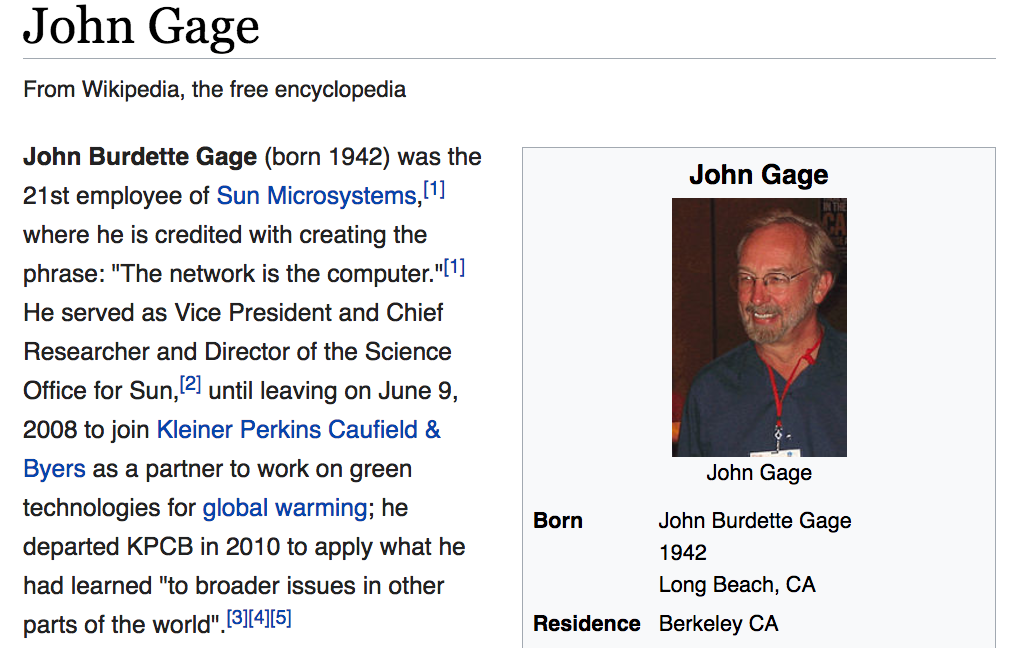 John Gage
From Wikipedia, the free encyclopedia
John Burdette Gage (born 1942) was the
21st employee of Sun Microsystems,[1]
where he is credited with creating the
phrase: "The network is the computer."[1]
He served as Vice President and Chief
Researcher and Director of the Science
Office for Sun,[2] until leaving on June 9,
2008 to join Kleiner Perkins Caufield &
Byers as a partner to work on green
technologies for global warming; he
departed KPCB in 2010 to apply what he
had learned "to broader issues in other
parts of the world".[3][4][5]
John Gage
John Gage
Born John Burdette Gage
1942
Long Beach, CA
Residence Berkeley CA